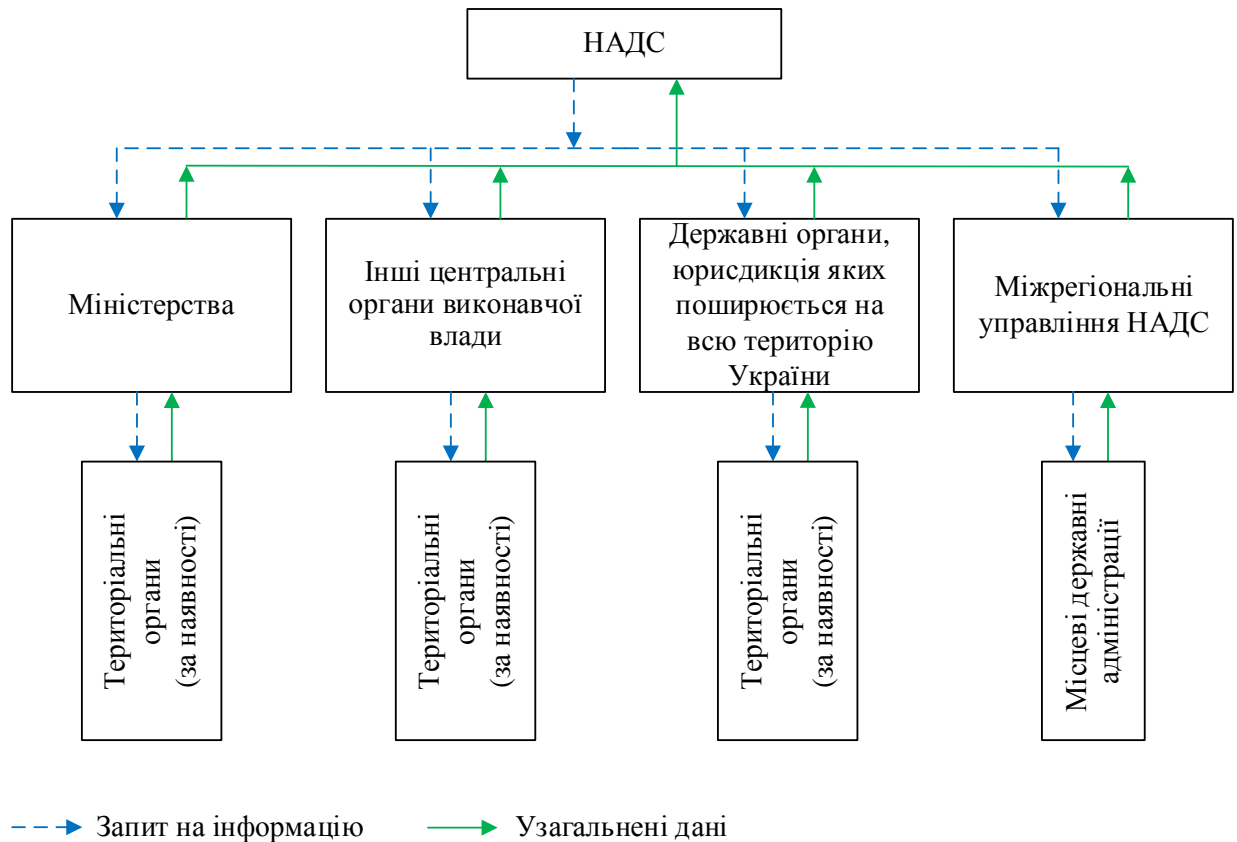 НАДС
Міністерства
Інші центральні
органи виконавчої
влади
Державні органи,
юрисдикція яких
поширюється на
всю територію
України
Міжрегіональні
управління НАДС
Територіальні
органи
(за наявності)
Територіальні
органи
(за наявності)
Територіальні
органи
(за наявності)
Місцеві державні
адміністрації
Запит на інформацію
Узагальнені дані